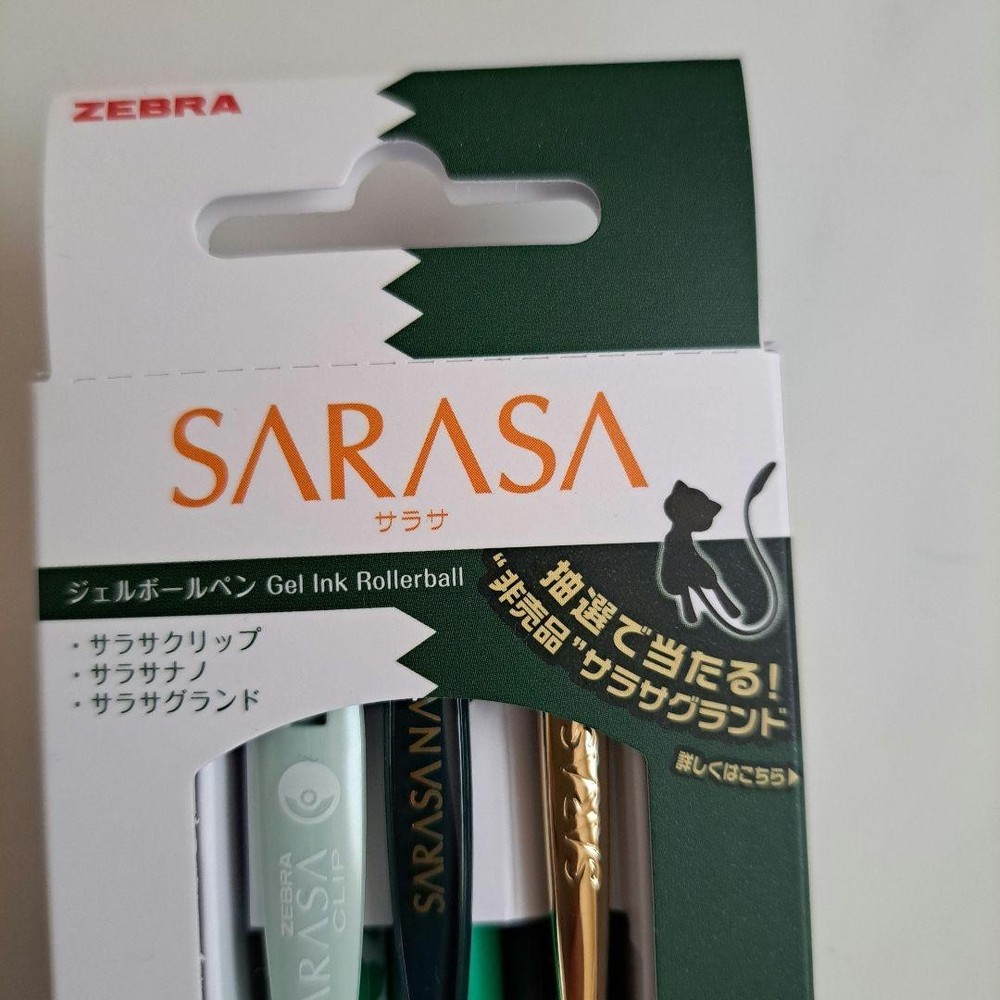 ZEBRA
SARASA
サラサ
ジェルボールペン Gel Ink Rollerball
・サラサクリップ
・サラサナノ
・サラサグランド
抽選で当たる!
"非売品"サラサグランド
詳しくはこちら▶
ZEBRA
SARASA
CLIP
SARASA NA